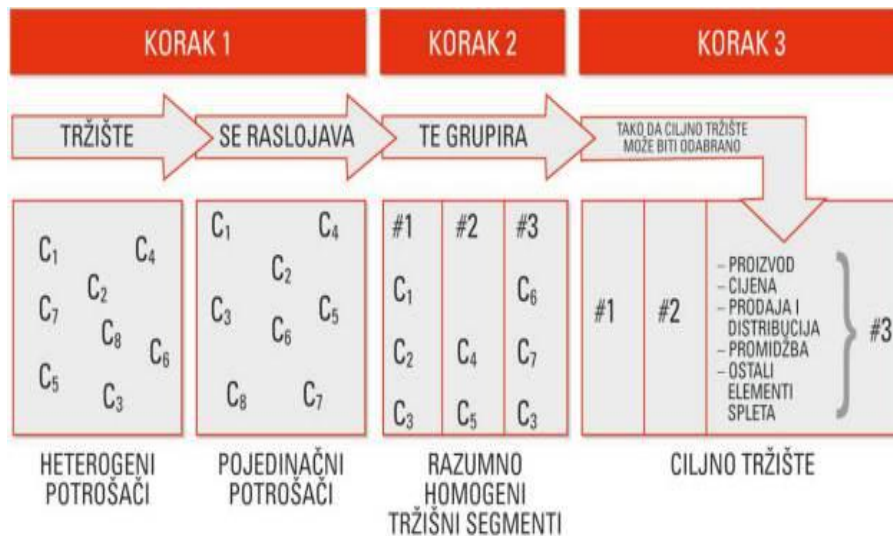 KORAK 1
KORAK 2
KORAK 3
TRŽIŠTE
SE RASLOJAVA
TE GRUPIRA
TAKO DA CILJNO TRŽIŠTE
MOŽE BITI ODABRANO
C₁
C₄
C₂
C₇
C₈
C₆
C₅
C₃
C₁
C₄
C₂
C₃
C₅
C₆
C₈
C₇
#1 #2 #3
C₁ C₆
C₂ C₄ C₇
C₃ C₅ C₃
#1
#2
– PROIZVOD
– CIJENA
– PRODAJA I
DISTRIBUCIJA
– PROMIDŽBA
– OSTALI
ELEMENTI
SPLETA
#3
HETEROGENI
POTROŠAČI
POJEDINAČNI
POTROŠAČI
RAZUMNO
HOMOGENI
TRŽIŠNI SEGMENTI
CILJNO TRŽIŠTE